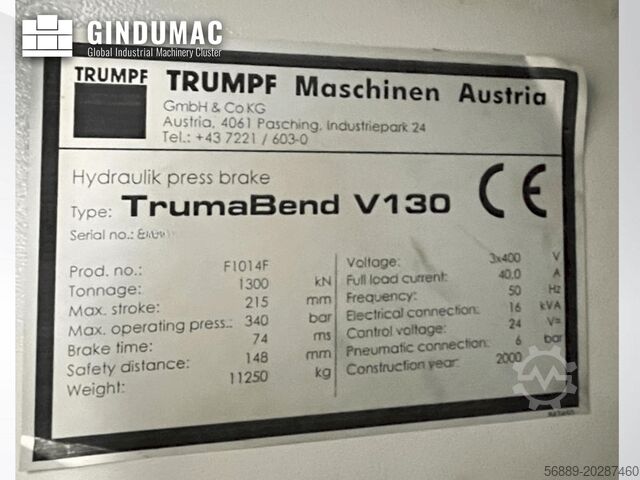 GINDUMAC
Global Industrial Machinery Cluster
TRUMPF
TRUMPF Maschinen Austria
GmbH & Co KG
Austria, 4061 Pasching, Industriepark 24
Tel.: +43 7221 / 603-0
Hydraulik press brake
Type: TrumaBend V130 CE
Serial no.:
Prod. no.: F1014F
Tonnage: 1300 kN
Max. stroke: 215 mm
Max. operating press.: 340 bar
Brake time: 74 ms
Safety distance: 148 mm
Weight: 11250 kg
Voltage: 3x400 V
Full load current: 40,0 A
Frequency: 50 Hz
Electrical connection: 16 kVA
Control voltage: 24 V=
Pneumatic connection: 6 bar
Construction year: 2000
56889-20287460